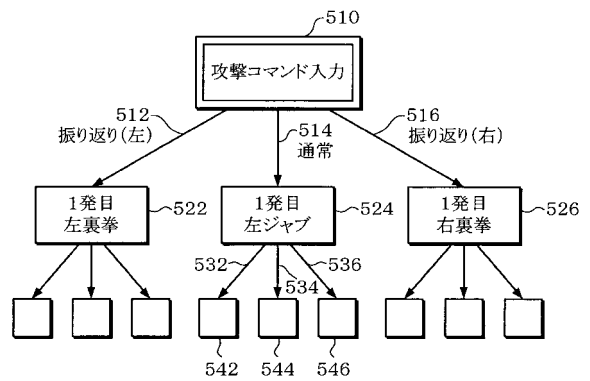 510
攻撃コマンド入力
512
振り返り(左)
514
通常
516
振り返り(右)
1発目
左裏拳
522
1発目
左ジャブ
524
1発目
右裏拳
526
532
534
536
542
544
546